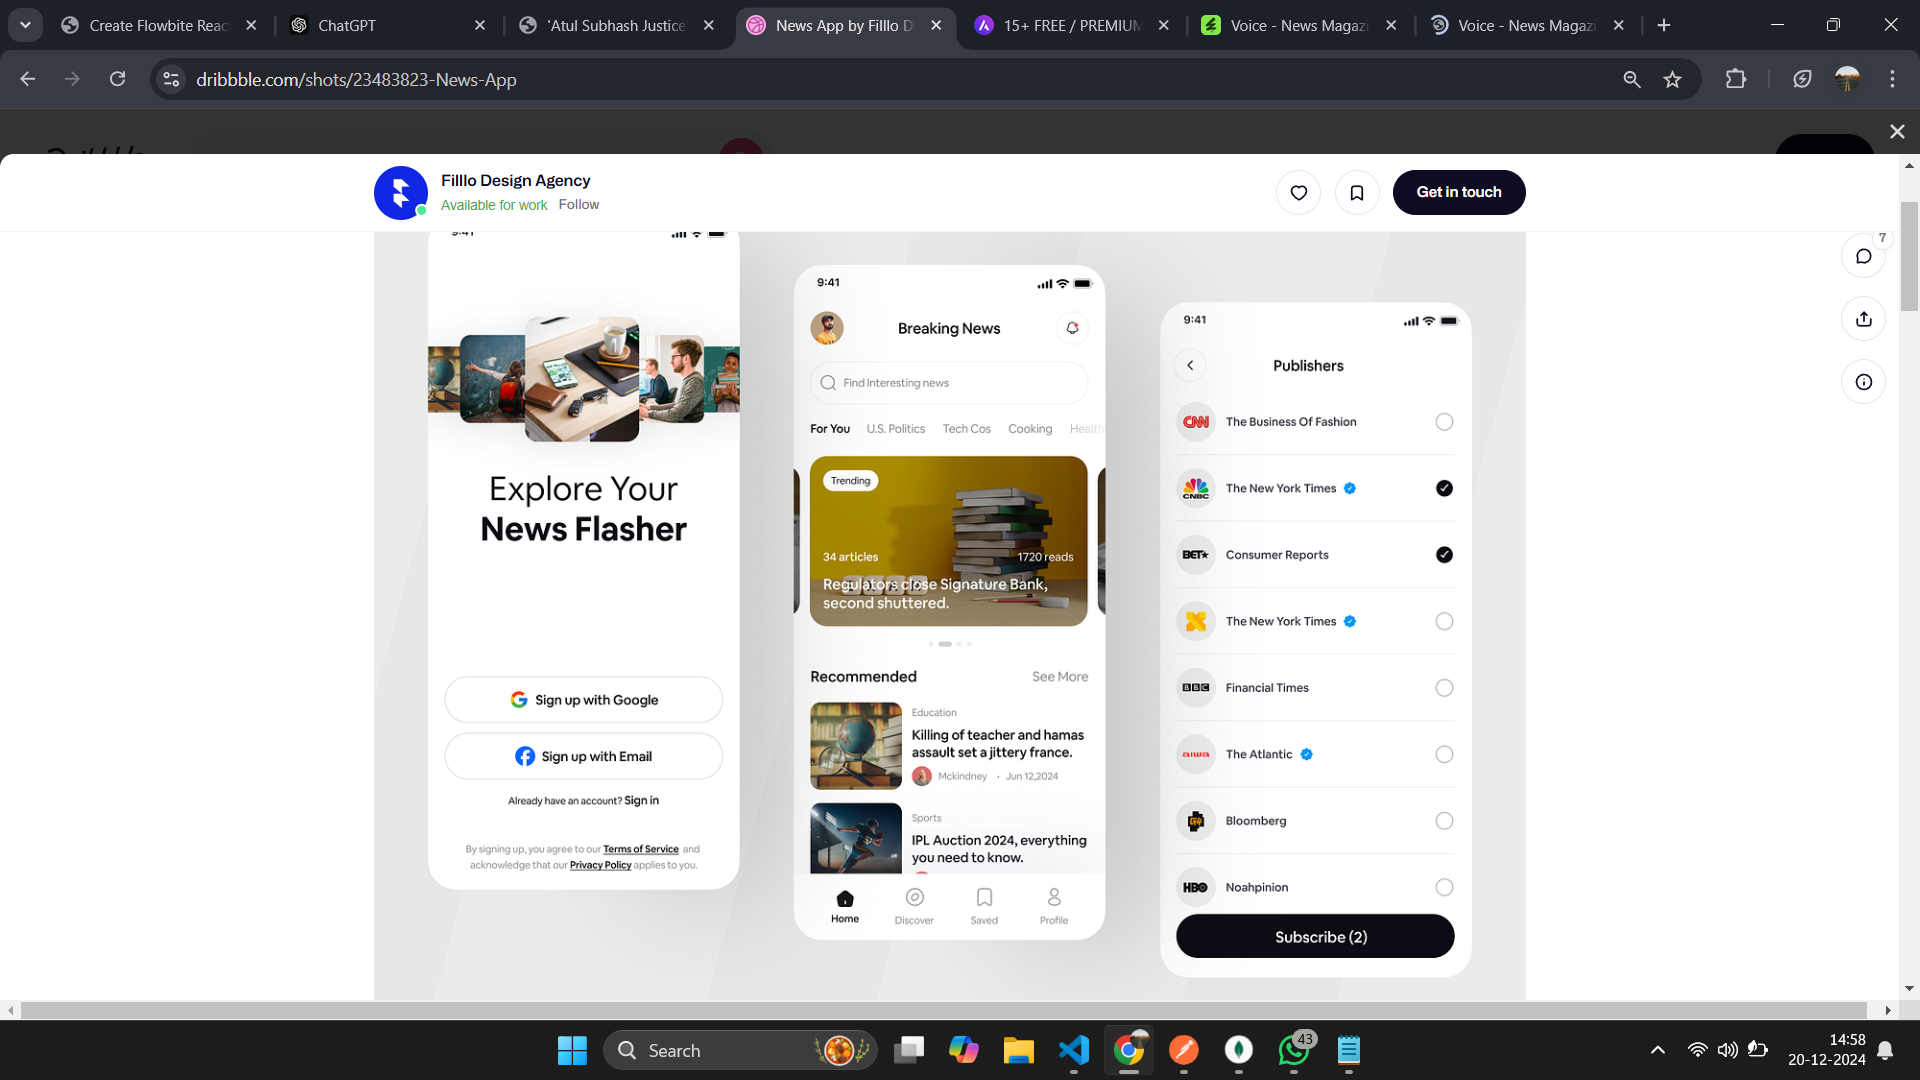 Create Flowbite Reac
ChatGPT
'Atul Subhash Justice
News App by Filllo D
15+ FREE / PREMIUM
Voice - News Magazi
Voice - News Magazi
dribbble.com/shots/23483823-News-App
Filllo Design Agency
Available for work Follow
Get in touch
7
9:41
Explore Your
News Flasher
Sign up with Google
Sign up with Email
Already have an account? Sign in
By signing up, you agree to our Terms of Service and
acknowledge that our Privacy Policy applies to you.
9:41
Breaking News
Find Interesting news
For You U.S. Politics Tech Cos Cooking Health
Trending
34 articles 1720 reads
Regulators close Signature Bank,
second shuttered.
Recommended See More
Education
Killing of teacher and hamas
assault set a jittery france.
Mckindney • Jun 12,2024
Sports
IPL Auction 2024, everything
you need to know.
Home Discover Saved Profile
9:41
Publishers
CNN The Business Of Fashion
CNBC The New York Times
BET The Consumer Reports
The New York Times
BBC Financial Times
aiwa The Atlantic
G4 Bloomberg
HBO Noahpinion
Subscribe (2)
Search
43
14:58
20-12-2024